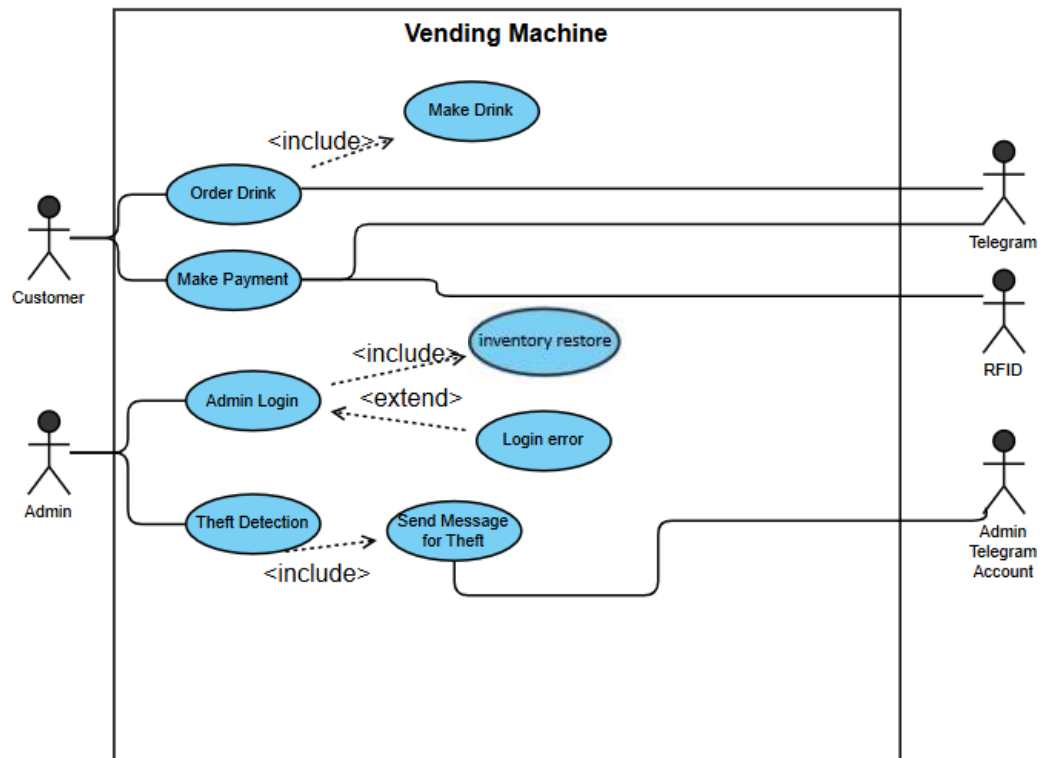 Vending Machine
Make Drink
<include>
Order Drink
Telegram
Make Payment
Customer
inventory restore
<include>
RFID
Admin Login
<extend>
Login error
Admin
Theft Detection
Send Message
for Theft
<include>
Admin
Telegram
Account